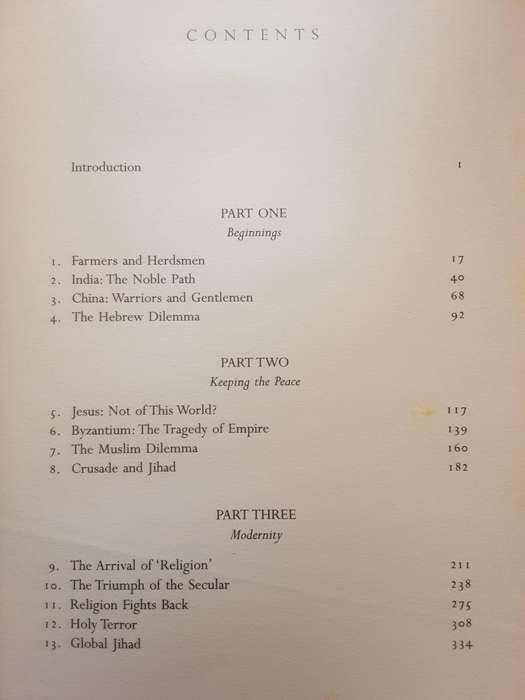 CONTENTS
Introduction 1
PART ONE
Beginnings
1. Farmers and Herdsmen 17
2. India: The Noble Path 40
3. China: Warriors and Gentlemen 68
4. The Hebrew Dilemma 92
PART TWO
Keeping the Peace
5. Jesus: Not of This World? 117
6. Byzantium: The Tragedy of Empire 139
7. The Muslim Dilemma 160
8. Crusade and Jihad 182
PART THREE
Modernity
9. The Arrival of ‘Religion’ 211
10. The Triumph of the Secular 238
11. Religion Fights Back 275
12. Holy Terror 308
13. Global Jihad 334